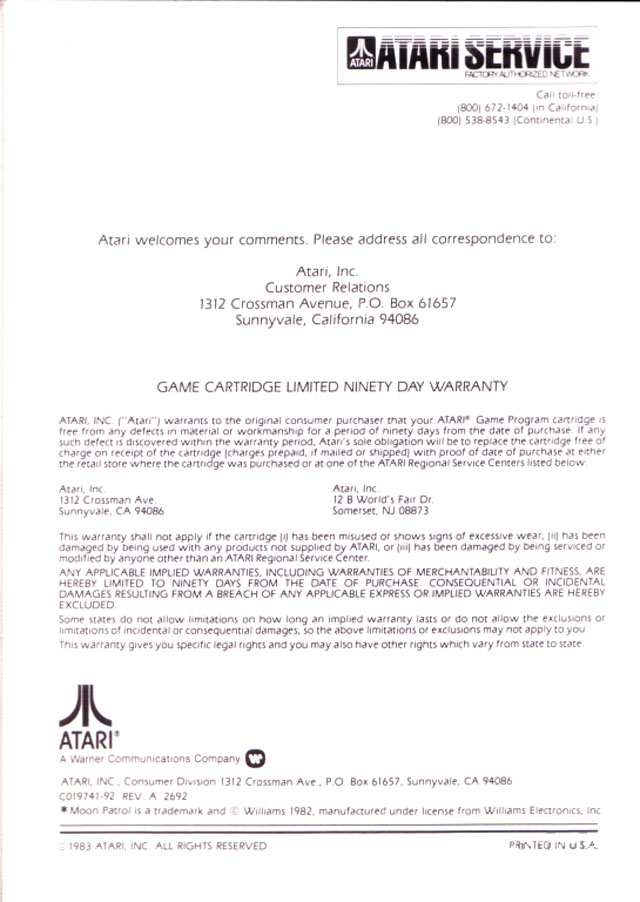 ATARI
ATARI SERVICE
FACTORY AUTHORIZED NETWORK
Call toll-free:
(800) 672-1404 (in California)
(800) 538-8543 (Continental U.S.)
Atari welcomes your comments. Please address all correspondence to:
Atari, Inc.
Customer Relations
1312 Crossman Avenue, P.O. Box 61657
Sunnyvale, California 94086
GAME CARTRIDGE LIMITED NINETY DAY WARRANTY
ATARI, INC. ("Atari") warrants to the original consumer purchaser that your ATARI® Game Program cartridge is
free from any defects in material or workmanship for a period of ninety days from the date of purchase. If any
such defect is discovered within the warranty period, Atari's sole obligation will be to replace the cartridge free of
charge on receipt of the cartridge (charges prepaid, if mailed or shipped) with proof of date of purchase at either
the retail store where the cartridge was purchased or at one of the ATARI Regional Service Centers listed below:
Atari, Inc.
1312 Crossman Ave.
Sunnyvale, CA 94086
Atari, Inc.
12 B World's Fair Dr.
Somerset, NJ 08873
This warranty shall not apply if the cartridge (i) has been misused or shows signs of excessive wear, (ii) has been
damaged by being used with any products not supplied by ATARI, or (iii) has been damaged by being serviced or
modified by anyone other than an ATARI Regional Service Center.
ANY APPLICABLE IMPLIED WARRANTIES, INCLUDING WARRANTIES OF MERCHANTABILITY AND FITNESS, ARE
HEREBY LIMITED TO NINETY DAYS FROM THE DATE OF PURCHASE. CONSEQUENTIAL OR INCIDENTAL
DAMAGES RESULTING FROM A BREACH OF ANY APPLICABLE EXPRESS OR IMPLIED WARRANTIES ARE HEREBY
EXCLUDED.
Some states do not allow limitations on how long an implied warranty lasts or do not allow the exclusions or
limitations of incidental or consequential damages, so the above limitations or exclusions may not apply to you.
This warranty gives you specific legal rights and you may also have other rights which vary from state to state.
ATARI®
A Warner Communications Company
ATARI, INC., Consumer Division 1312 Crossman Ave., P.O. Box 61657, Sunnyvale, CA 94086
C019741-92 REV. A 2692
* Moon Patrol is a trademark and © Williams 1982, manufactured under license from Williams Electronics, Inc.
© 1983 ATARI, INC. ALL RIGHTS RESERVED
PRINTED IN U.S.A.